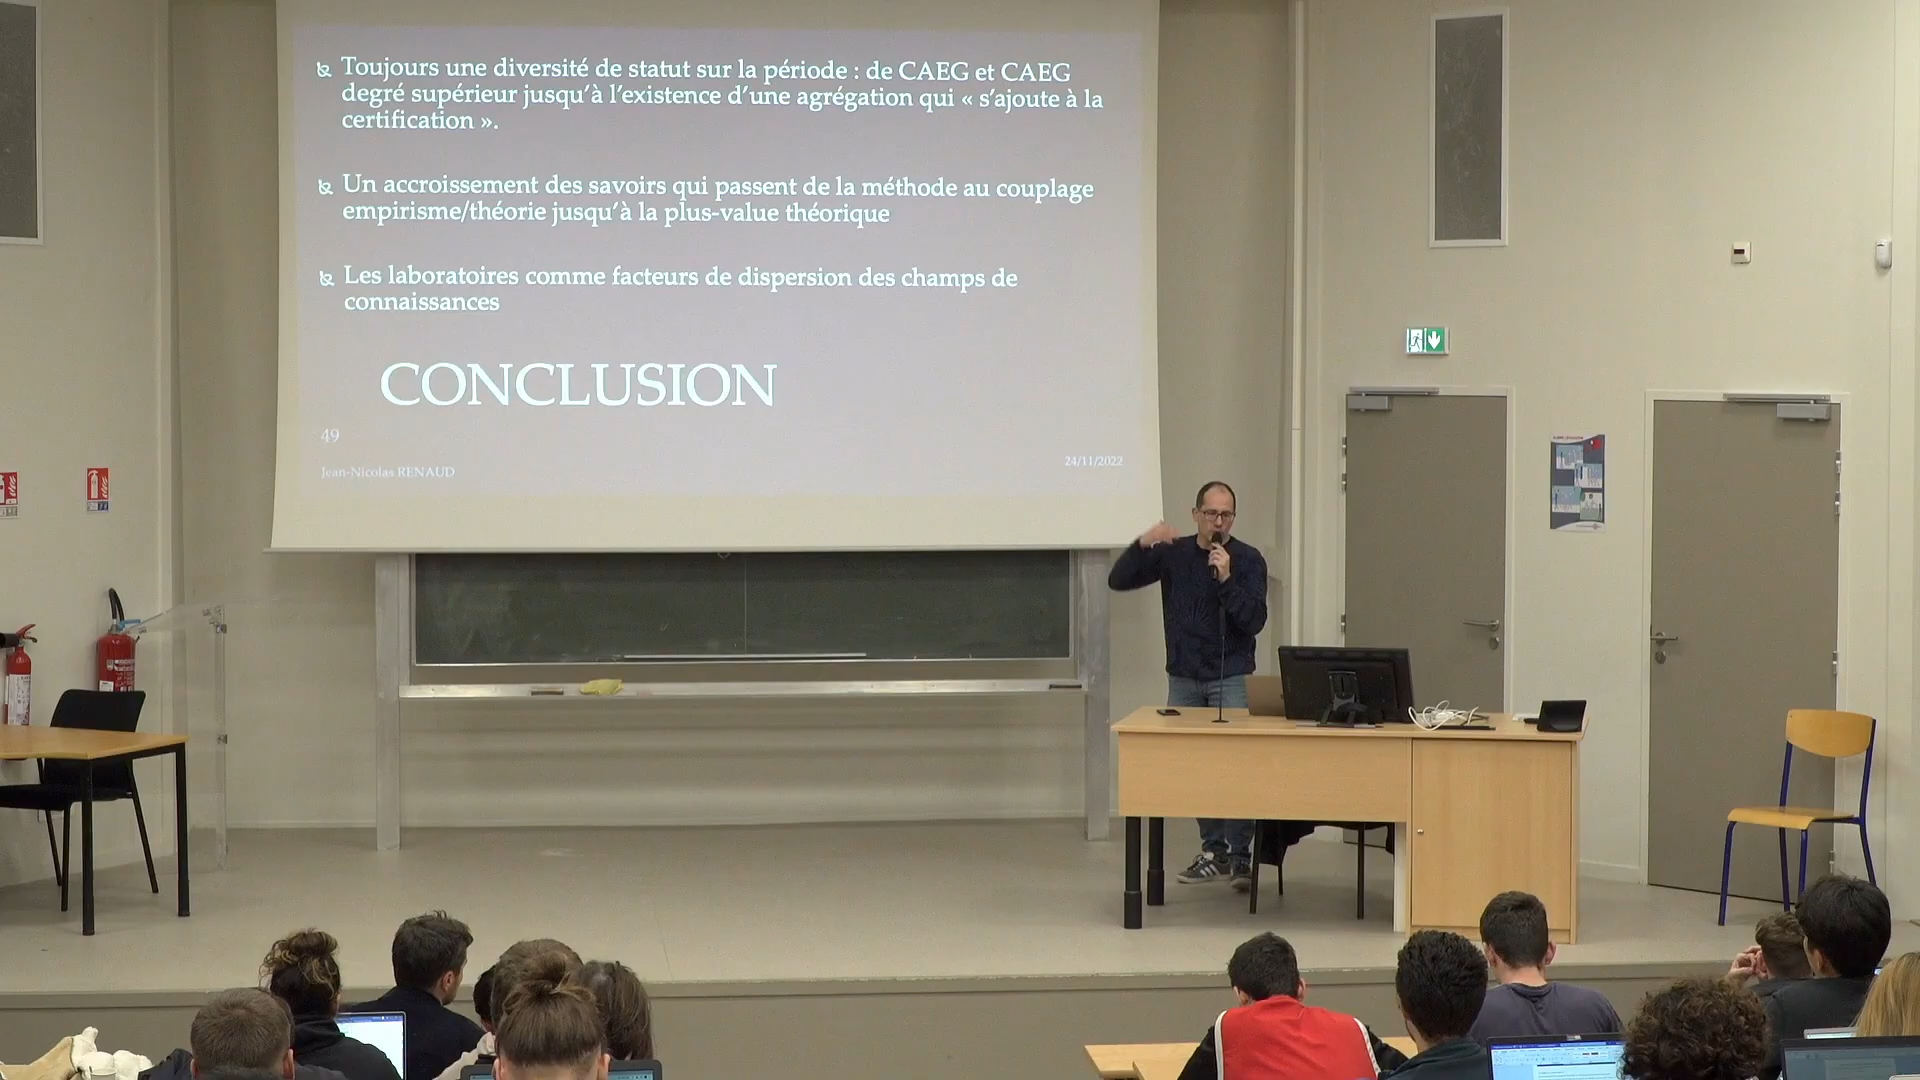 Toujours une diversité de statut sur la période : de CAEG et CAEG
degré supérieur jusqu’à l’existence d’une agrégation qui « s’ajoute à la
certification ».
Un accroissement des savoirs qui passent de la méthode au couplage
empirisme/théorie jusqu’à la plus-value théorique
Les laboratoires comme facteurs de dispersion des champs de
connaissances
CONCLUSION
49
Jean-Nicolas RENAUD
24/11/2022